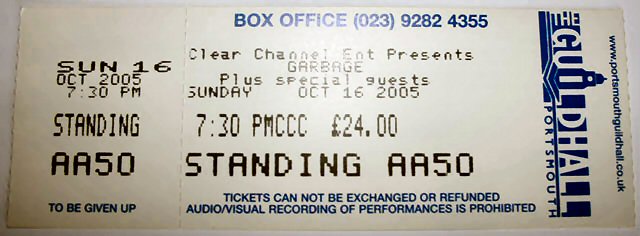 SUN 16
OCT 2005
7:30 PM
STANDING
AA50
TO BE GIVEN UP
BOX OFFICE (023) 9282 4355
Clear Channel Ent Presents
GARBAGE
Plus special guests
SUNDAY OCT 16 2005
7:30 PMCCC £24.00
STANDING AA50
TICKETS CAN NOT BE EXCHANGED OR REFUNDED
AUDIO/VISUAL RECORDING OF PERFORMANCES IS PROHIBITED
THE GUILDHALL
PORTSMOUTH
www.portsmouthguildhall.co.uk